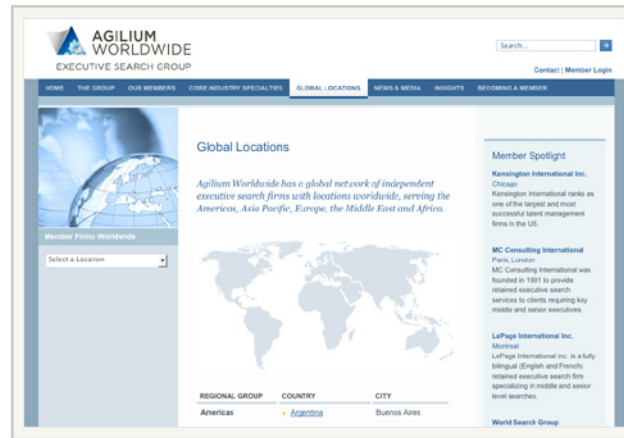 AGILIUM
WORLDWIDE
EXECUTIVE SEARCH GROUP
Search...
Contact | Member Login
HOME THE GROUP OUR MEMBERS CORE INDUSTRY SPECIALTIES GLOBAL LOCATIONS NEWS & MEDIA INSIGHTS BECOMING A MEMBER
Member Firms Worldwide
Select a Location
Global Locations
Agilium Worldwide has a global network of independent
executive search firms with locations worldwide, serving the
Americas, Asia Pacific, Europe, the Middle East and Africa.
REGIONAL GROUP COUNTRY CITY
Americas Argentina Buenos Aires
Member Spotlight
Kensington International Inc.
Chicago
Kensington International ranks as
one of the largest and most
successful talent management
firms in the US.
MC Consulting International
Paris, London
MC Consulting International was
founded in 1991 to provide
retained executive search
services to clients requiring key
middle and senior executives.
LePage International Inc.
Montreal
LePage International inc. is a fully
bilingual (English and French)
retained executive search firm
specializing in middle and senior
level searches.
World Search Group